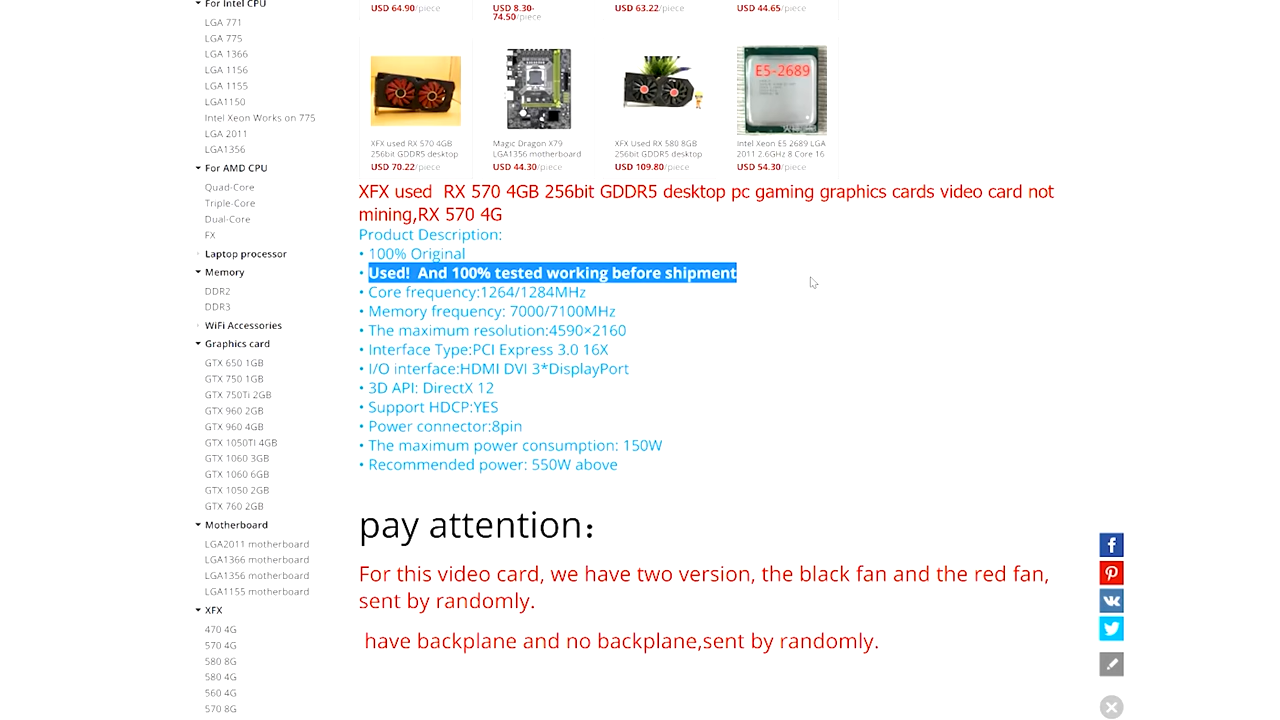 For Intel CPU
LGA 771
LGA 775
LGA 1366
LGA 1156
LGA 1155
LGA1150
Intel Xeon Works on 775
LGA 2011
LGA1356
For AMD CPU
Quad-Core
Triple-Core
Dual-Core
FX
Laptop processor
Memory
DDR2
DDR3
WiFi Accessories
Graphics card
GTX 650 1GB
GTX 750 1GB
GTX 750Ti 2GB
GTX 960 2GB
GTX 960 4GB
GTX 1050TI 4GB
GTX 1060 3GB
GTX 1060 6GB
GTX 1050 2GB
GTX 760 2GB
Motherboard
LGA2011 motherboard
LGA1366 motherboard
LGA1356 motherboard
LGA1155 motherboard
XFX
470 4G
570 4G
580 8G
580 4G
560 4G
570 8G
USD 64.90/piece
USD 8.30-
74.50/piece
USD 63.22/piece
USD 44.65/piece
E5-2689
XFX used RX 570 4GB
256bit GDDR5 desktop
USD 70.22/piece
Magic Dragon X79
LGA1356 motherboard
USD 44.30/piece
XFX Used RX 580 8GB
256bit GDDR5 desktop
USD 109.80/piece
Intel Xeon E5 2689 LGA
2011 2.6GHz 8 Core 16
USD 54.30/piece
XFX used  RX 570 4GB 256bit GDDR5 desktop pc gaming graphics cards video card not
mining,RX 570 4G
Product Description:
• 100% Original
• Used!  And 100% tested working before shipment
• Core frequency:1264/1284MHz
• Memory frequency: 7000/7100MHz
• The maximum resolution:4590×2160
• Interface Type:PCI Express 3.0 16X
• I/O interface:HDMI DVI 3*DisplayPort
• 3D API: DirectX 12
• Support HDCP:YES
• Power connector:8pin
• The maximum power consumption: 150W
• Recommended power: 550W above
pay attention：
For this video card, we have two version, the black fan and the red fan,
sent by randomly.
have backplane and no backplane,sent by randomly.